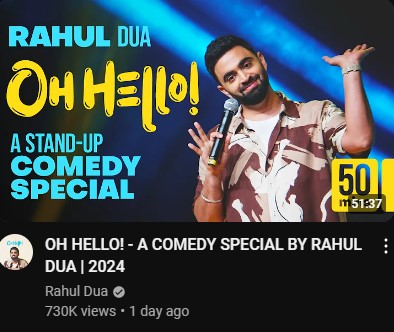 RAHUL DUA
OH HELLO!
A STAND-UP
COMEDY
SPECIAL
50
51:37
OH HELLO! - A COMEDY SPECIAL BY RAHUL
DUA | 2024
Rahul Dua
730K views • 1 day ago